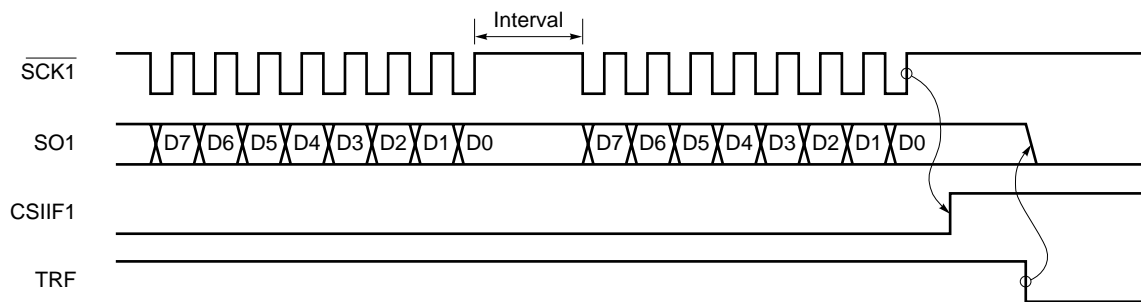 Interval
SCK1
SO1 D7 D6 D5 D4 D3 D2 D1 D0 D7 D6 D5 D4 D3 D2 D1 D0
CSIIF1
TRF